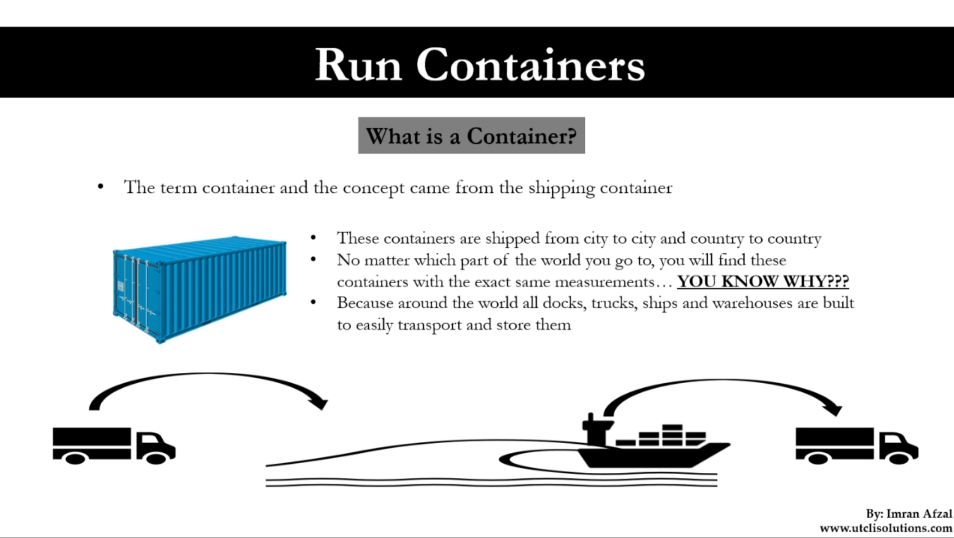 Run Containers
What is a Container?
• The term container and the concept came from the shipping container
• These containers are shipped from city to city and country to country
• No matter which part of the world you go to, you will find these
containers with the exact same measurements… YOU KNOW WHY???
• Because around the world all docks, trucks, ships and warehouses are built
to easily transport and store them
By: Imran Afzal
www.utclisolutions.com